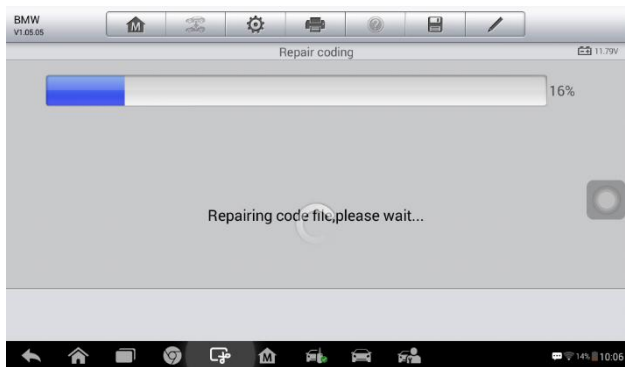 BMW
V1.05.05
M
Repair coding
11.79V
16%
Repairing code file,please wait...
M
14%
10:06